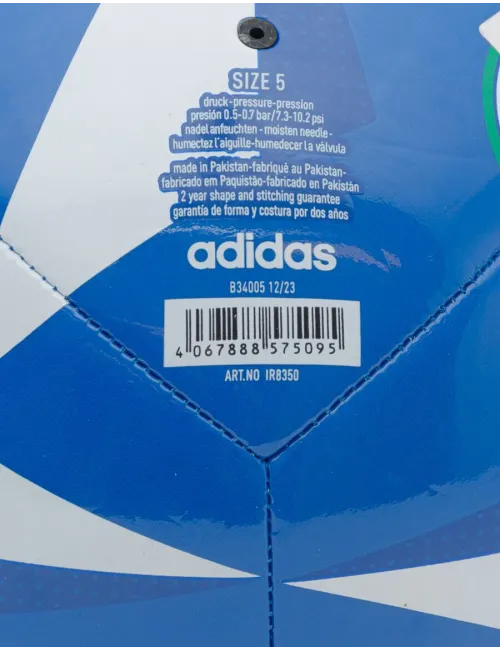 SIZE 5
druck-pressure-pression
presión 0.5-0.7 bar/7.3-10.2 psi
nadel anfeuchten - moisten needle -
humectez l'aiguille-humedecer la válvula
made in Pakistan-fabriqué au Pakistan-
fabricado em Paquistão-fabricado en Pakistán
2 year shape and stitching guarantee
garantía de forma y costura por dos años
adidas
B34005 12/23
4 067888 575095
ART.NO IR8350